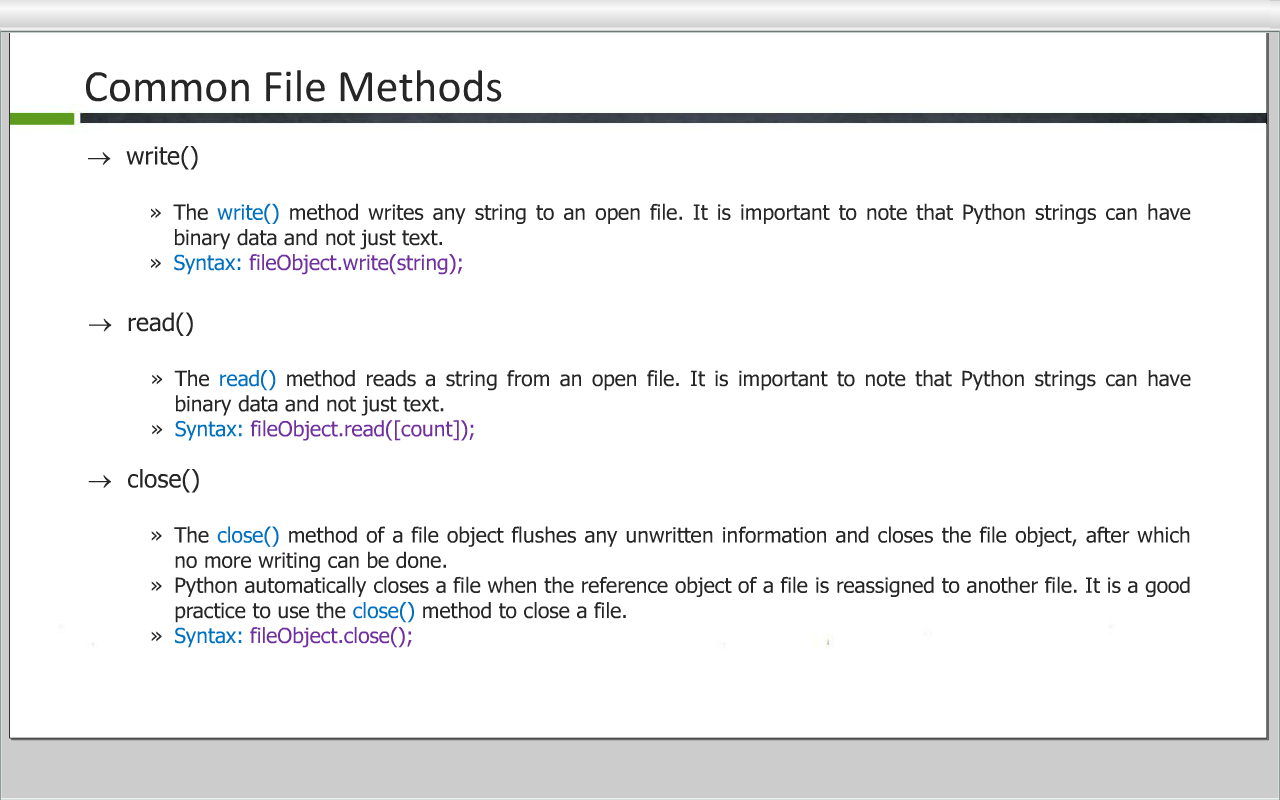 Common File Methods
→ write()
» The write() method writes any string to an open file. It is important to note that Python strings can have
binary data and not just text.
» Syntax: fileObject.write(string);
→ read()
» The read() method reads a string from an open file. It is important to note that Python strings can have
binary data and not just text.
» Syntax: fileObject.read([count]);
→ close()
» The close() method of a file object flushes any unwritten information and closes the file object, after which
no more writing can be done.
» Python automatically closes a file when the reference object of a file is reassigned to another file. It is a good
practice to use the close() method to close a file.
» Syntax: fileObject.close();